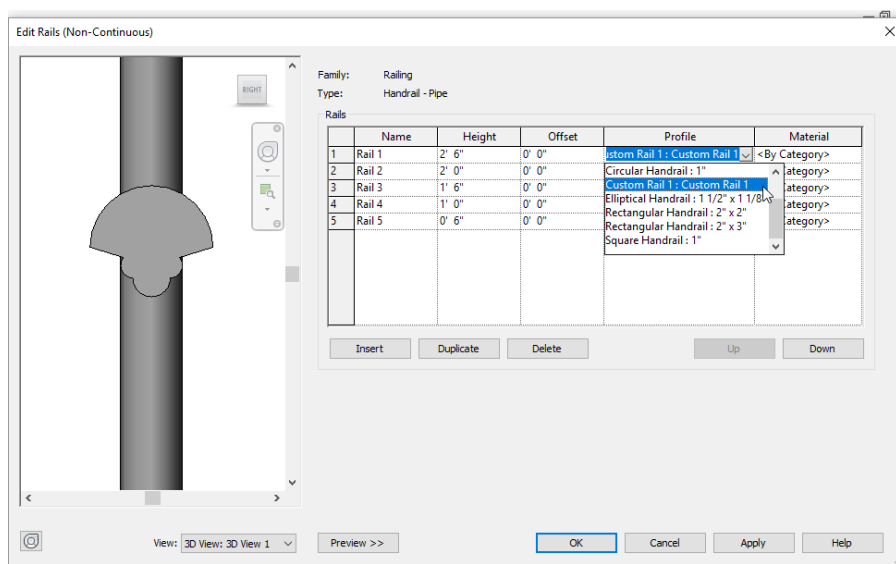 Edit Rails (Non-Continuous)
RIGHT
Family: Railing
Type: Handrail - Pipe
Rails
Name Height Offset Profile Material
1 Rail 1 2' 6" 0' 0" ustom Rail 1 : Custom Rail 1 <By Category>
2 Rail 2 2' 0" 0' 0" Circular Handrail : 1" ategory>
Custom Rail 1 : Custom Rail 1
3 Rail 3 1' 6" 0' 0" Elliptical Handrail : 1 1/2" x 1 1/8 ategory>
4 Rail 4 1' 0" 0' 0" Rectangular Handrail : 2" x 2" ategory>
5 Rail 5 0' 6" 0' 0" Rectangular Handrail : 2" x 3" ategory>
Square Handrail : 1"
Insert Duplicate Delete Up Down
View: 3D View: 3D View 1 Preview >> OK Cancel Apply Help